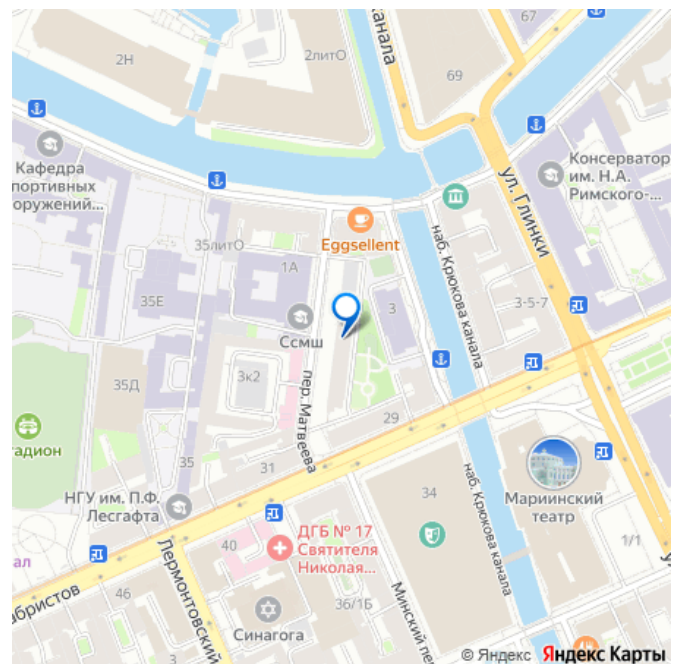 2Н
2литО
канала
67
69
Кафедра
портивных
оружений...
Консерватор
им. Н.А.
Римского-...
ул. Глинки
Eggsellent
наб. Крюкова канала
35литО
1А
35Е
3
3-5-7
Ссмш
35Д
3к2
пер. Матвеева
29
тадион
35
31
НГУ им. П.Ф.
Лесгафта
34
Мариинский
театр
наб. Крюкова канала
ДГБ № 17
Святителя
Николая...
40
ал
Лермонтовский
1/1
абристов
46
36/1Б
Минский пе
Синагога
© Яндекс Яндекс Карты